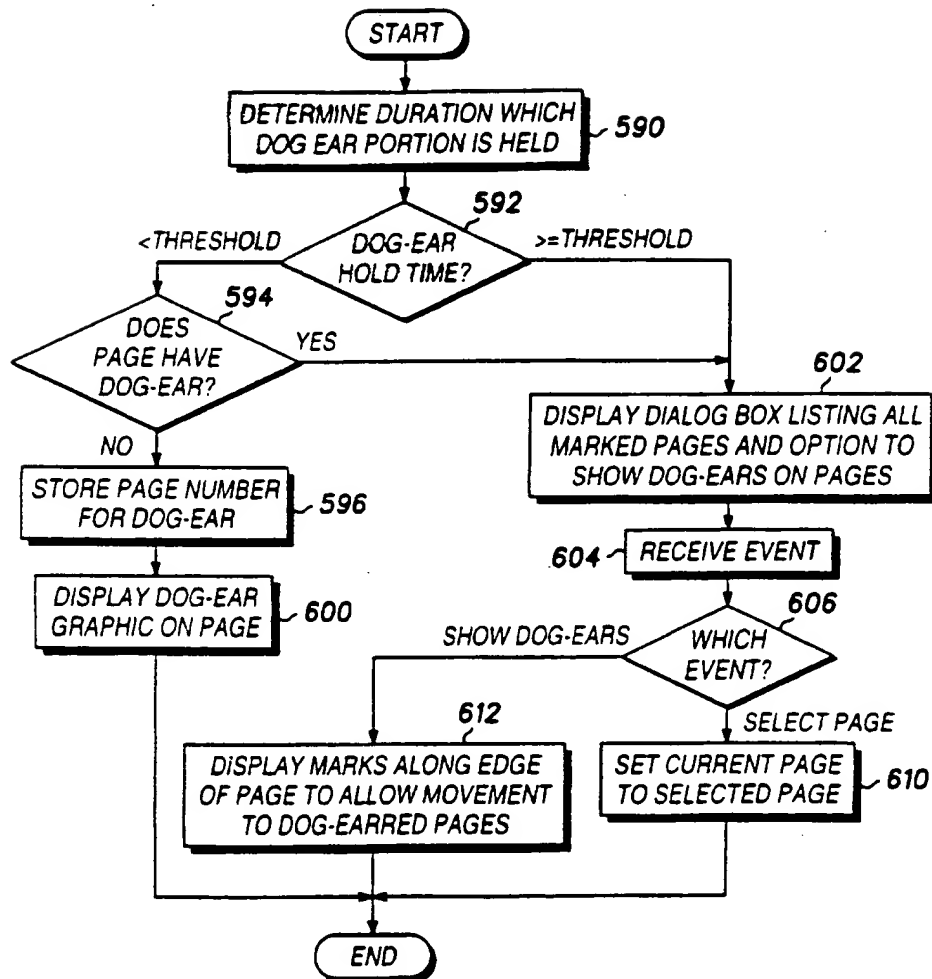 START
DETERMINE DURATION WHICH
DOG EAR PORTION IS HELD
590
592
<THRESHOLD
DOG-EAR
HOLD TIME?
>=THRESHOLD
594
DOES
PAGE HAVE
DOG-EAR?
YES
NO
602
DISPLAY DIALOG BOX LISTING ALL
MARKED PAGES AND OPTION TO
SHOW DOG-EARS ON PAGES
STORE PAGE NUMBER
FOR DOG-EAR
596
604
RECEIVE EVENT
DISPLAY DOG-EAR
GRAPHIC ON PAGE
600
606
SHOW DOG-EARS
WHICH
EVENT?
SELECT PAGE
612
DISPLAY MARKS ALONG EDGE
OF PAGE TO ALLOW MOVEMENT
TO DOG-EARRED PAGES
SET CURRENT PAGE
TO SELECTED PAGE
610
END